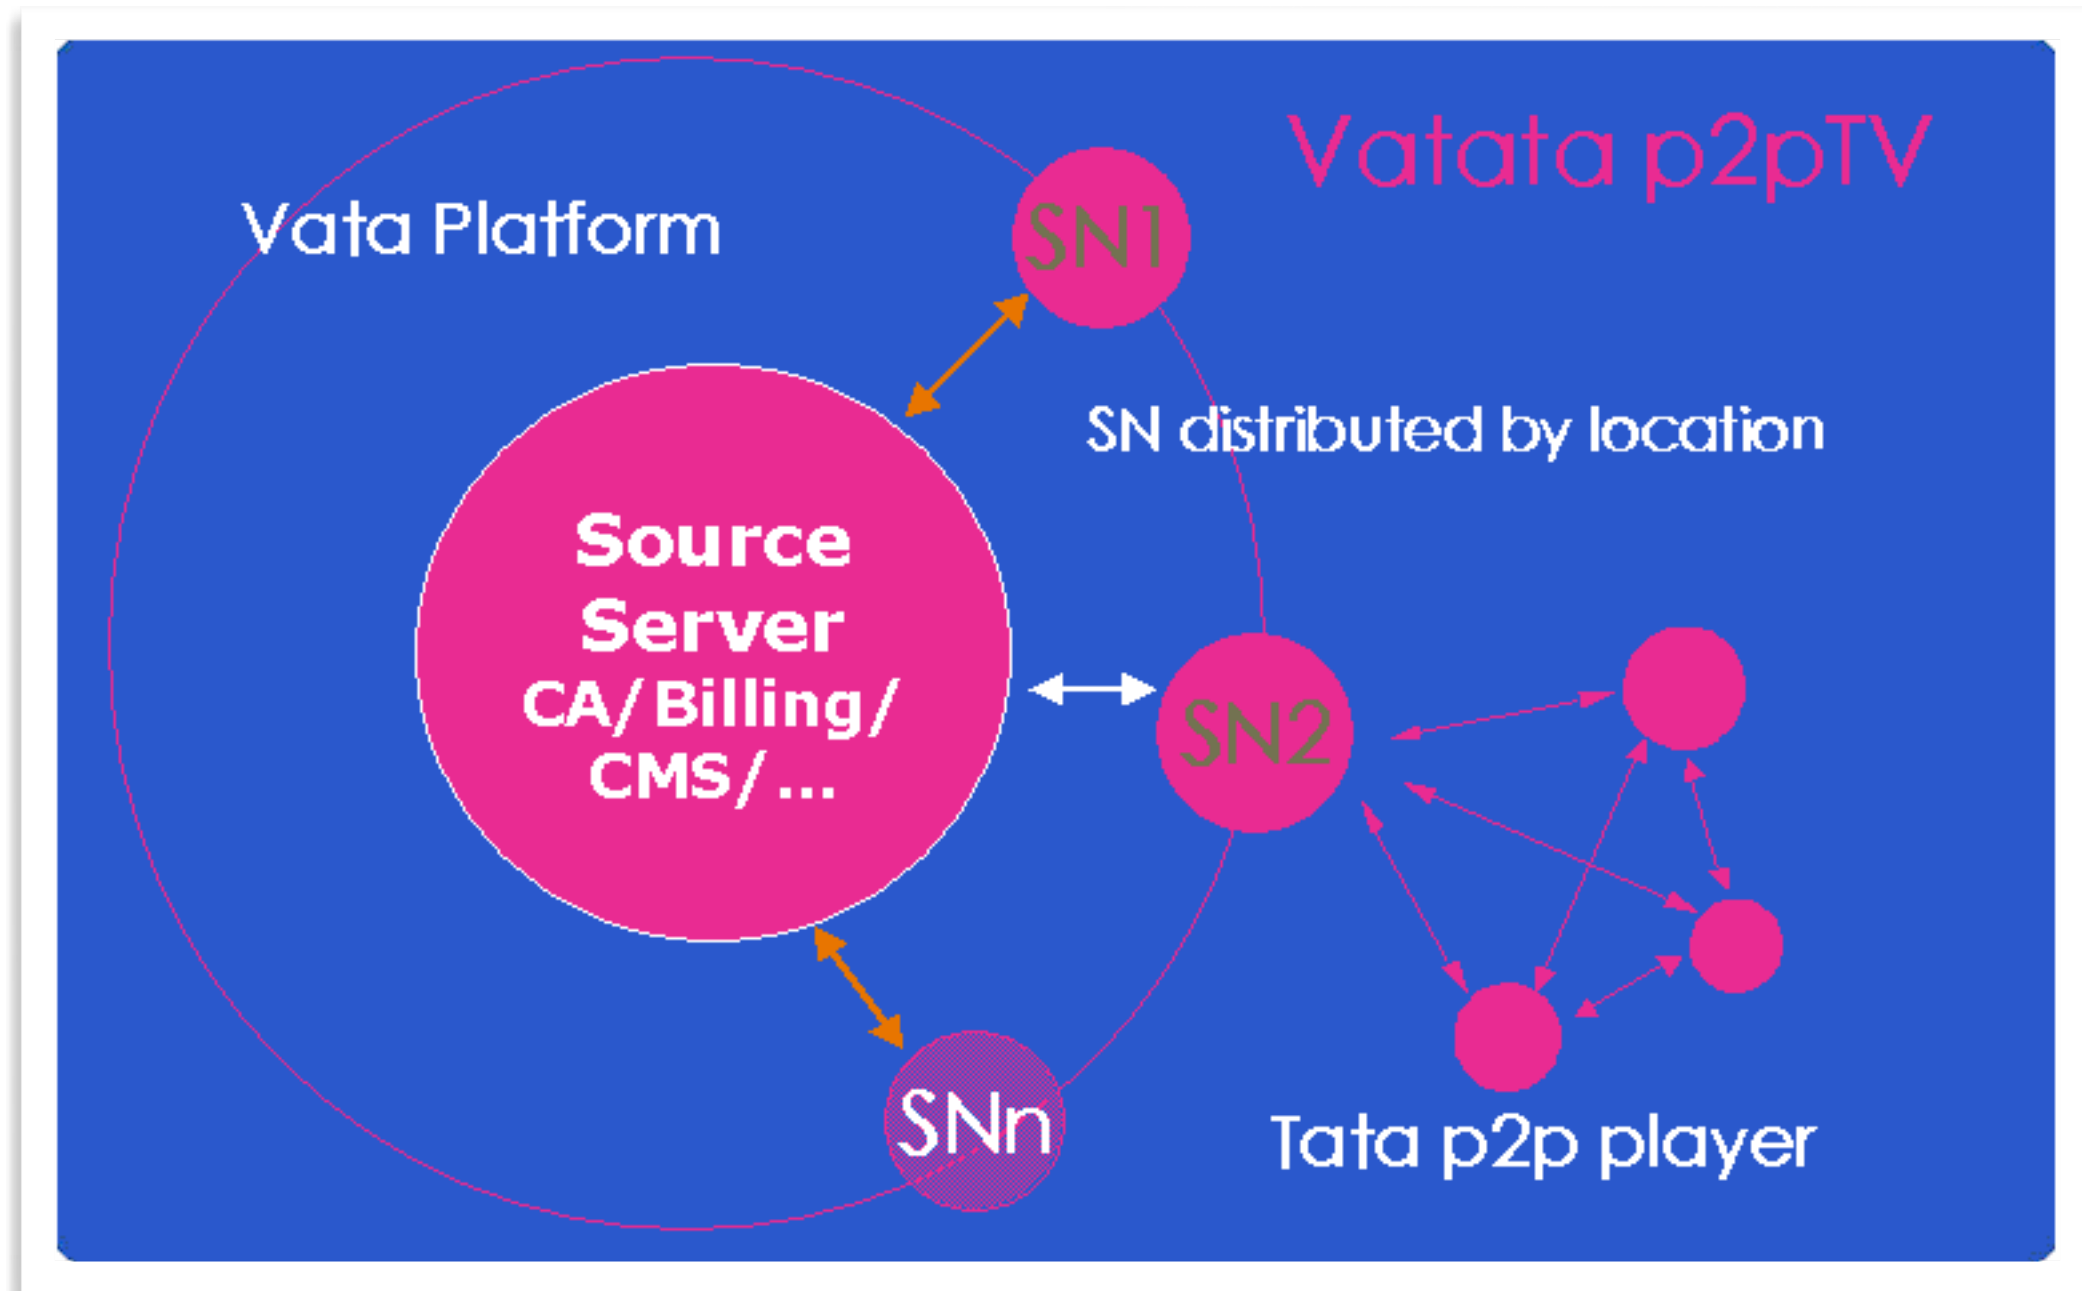 Vatata p2pTV
Vata Platform
SN1
SN distributed by location
Source
Server
CA/Billing/
CMS/...
SN2
SNn
Tata p2p player